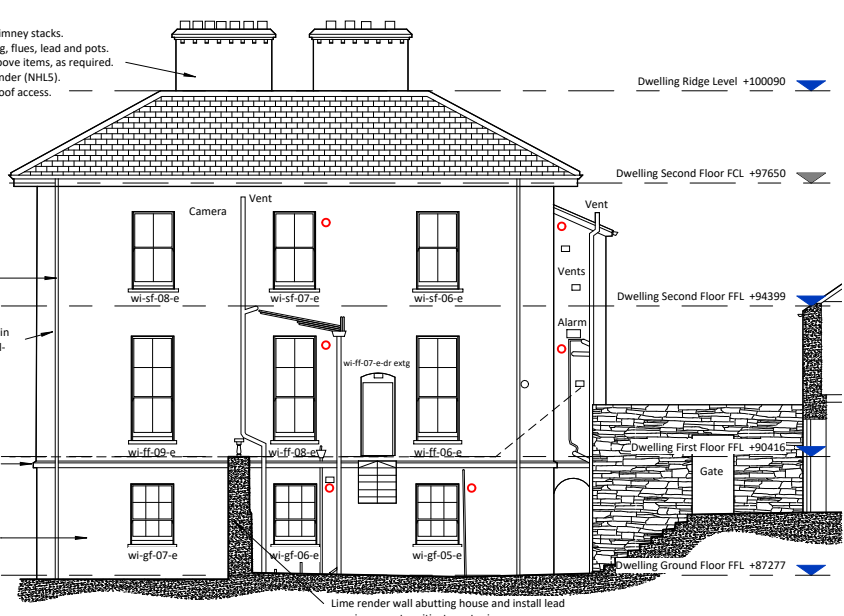 imney stacks.
g, flues, lead and pots.
bove items, as required.
nder (NHL5).
oof access.
Dwelling Ridge Level +100090
Dwelling Second Floor FCL +97650
Camera
Vent
Vent
Vents
wi-sf-08-e
wi-sf-07-e
wi-sf-06-e
Dwelling Second Floor FFL +94399
in
l-
Alarm
wi-ff-07-e-dr extg
wi-ff-09-e
wi-ff-08-e
wi-ff-06-e
Dwelling First Floor FFL +90416
Gate
wi-gf-07-e
wi-gf-06-e
wi-gf-05-e
Dwelling Ground Floor FFL +87277
Lime render wall abutting house and install lead